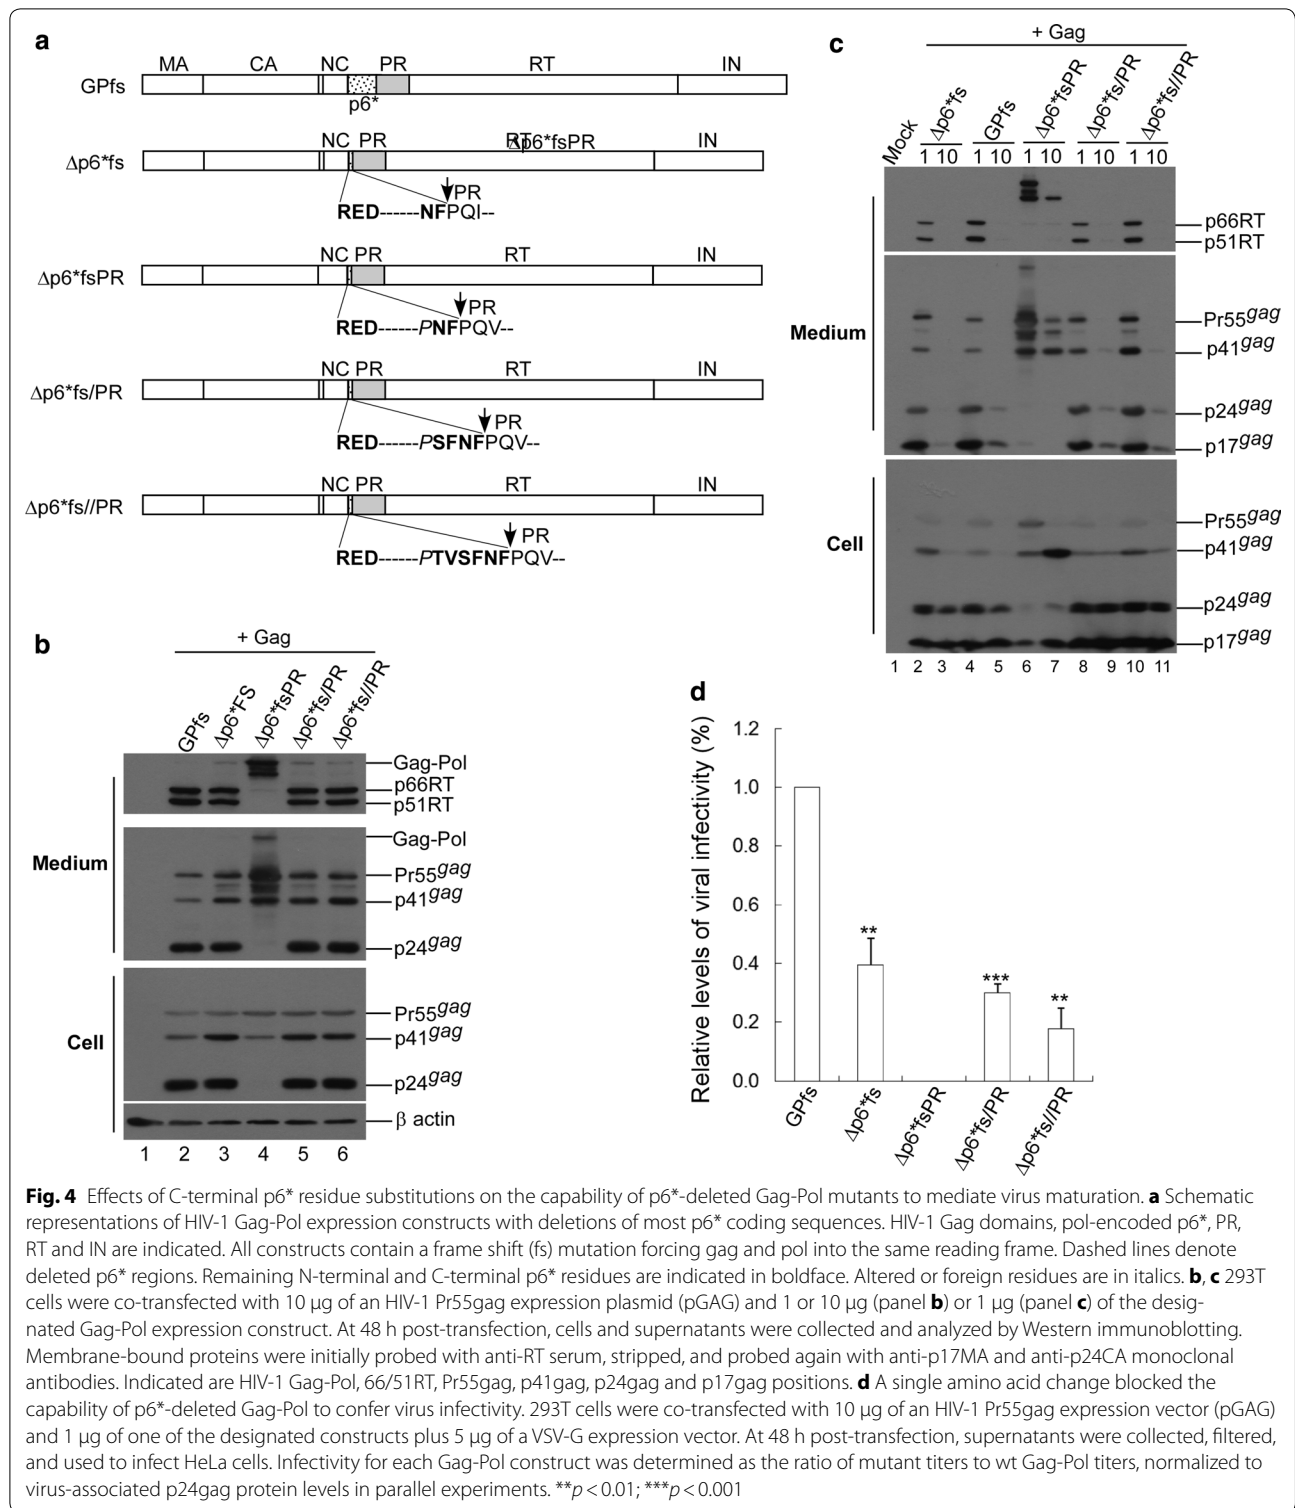 a
MA CA NC PR RT IN
GPfs
p6*
NC PR RT Δp6*fsPR IN
Δp6*fs
PR
RED------NFPQI--
NC PR RT IN
Δp6*fsPR
PR
RED------PNFPQV--
NC PR RT IN
Δp6*fs/PR
PR
RED------PSFNFPQV--
NC PR RT IN
Δp6*fs//PR
PR
RED------PTVSFNFPQV--
b
+ Gag
GPfs Δp6*FS Δp6*fsPR Δp6*fs/PR Δp6*fs//PR
Gag-Pol
p66RT
p51RT
Medium
Gag-Pol
Pr55gag
p41gag
p24gag
Cell
Pr55gag
p41gag
p24gag
β actin
1 2 3 4 5 6
c
+ Gag
Mock Δp6*fs GPfs Δp6*fsPR Δp6*fs/PR Δp6*fs//PR
1 10 1 10 1 10 1 10 1 10
p66RT
p51RT
Medium
Pr55gag
p41gag
p24gag
p17gag
Cell
Pr55gag
p41gag
p24gag
p17gag
1 2 3 4 5 6 7 8 9 10 11
d
Relative levels of viral infectivity (%)
1.2
1.0
0.8
0.6
0.4
0.2
0.0
** *** **
GPfs Δp6*fs Δp6*fsPR Δp6*fs/PR Δp6*fs//PR
Fig. 4 Effects of C-terminal p6* residue substitutions on the capability of p6*-deleted Gag-Pol mutants to mediate virus maturation. a Schematic
representations of HIV-1 Gag-Pol expression constructs with deletions of most p6* coding sequences. HIV-1 Gag domains, pol-encoded p6*, PR,
RT and IN are indicated. All constructs contain a frame shift (fs) mutation forcing gag and pol into the same reading frame. Dashed lines denote
deleted p6* regions. Remaining N-terminal and C-terminal p6* residues are indicated in boldface. Altered or foreign residues are in italics. b, c 293T
cells were co-transfected with 10 µg of an HIV-1 Pr55gag expression plasmid (pGAG) and 1 or 10 µg (panel b) or 1 µg (panel c) of the desig-
nated Gag-Pol expression construct. At 48 h post-transfection, cells and supernatants were collected and analyzed by Western immunoblotting.
Membrane-bound proteins were initially probed with anti-RT serum, stripped, and probed again with anti-p17MA and anti-p24CA monoclonal
antibodies. Indicated are HIV-1 Gag-Pol, 66/51RT, Pr55gag, p41gag, p24gag and p17gag positions. d A single amino acid change blocked the
capability of p6*-deleted Gag-Pol to confer virus infectivity. 293T cells were co-transfected with 10 µg of an HIV-1 Pr55gag expression vector (pGAG)
and 1 µg of one of the designated constructs plus 5 µg of a VSV-G expression vector. At 48 h post-transfection, supernatants were collected, filtered,
and used to infect HeLa cells. Infectivity for each Gag-Pol construct was determined as the ratio of mutant titers to wt Gag-Pol titers, normalized to
virus-associated p24gag protein levels in parallel experiments. **p < 0.01; ***p < 0.001